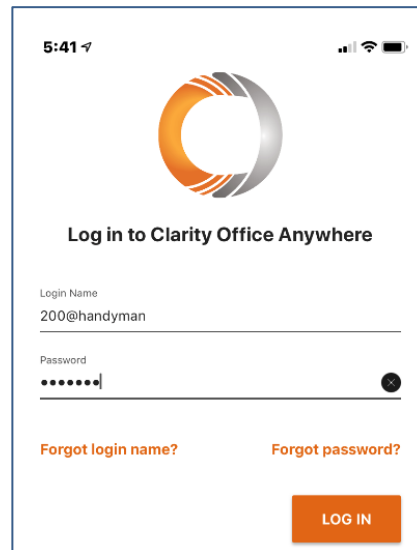 5:41
Log in to Clarity Office Anywhere
Login Name
200@handyman
Password
•••••••
Forgot login name?
Forgot password?
LOG IN